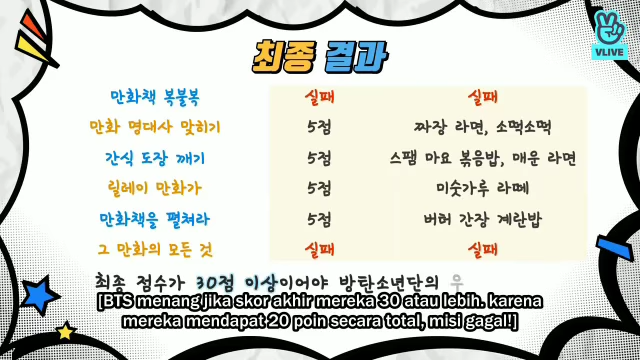 VLIVE
최종 결과
만화책 복불복 실패 실패
만화 명대사 맞히기 5점 짜장 라면, 소떡소떡
간식 도장 깨기 5점 스팸 마요 볶음밥, 매운 라면
릴레이 만화가 5점 미숫가루 라떼
만화책을 펼쳐라 5점 버허 간장 계란밥
그 만화의 모든 것 실패 실패
최종 점수가 30점 이상이어야 방탄소년단의 우
[BTS menang jika skor akhir mereka 30 atau lebih. karena
mereka mendapat 20 poin secara total, misi gagal!]